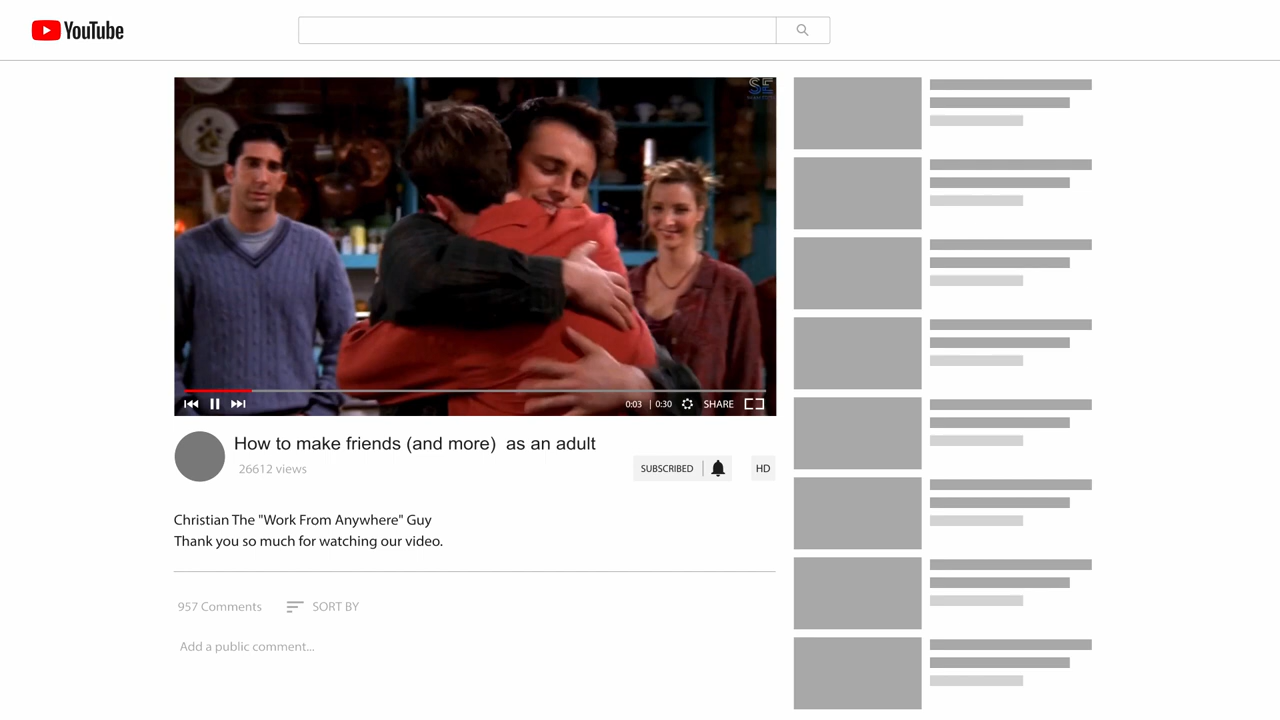 YouTube
SE
0:03 | 0:30 SHARE
How to make friends (and more) as an adult
26612 views
SUBSCRIBED
HD
Christian The "Work From Anywhere" Guy
Thank you so much for watching our video.
957 Comments SORT BY
Add a public comment...